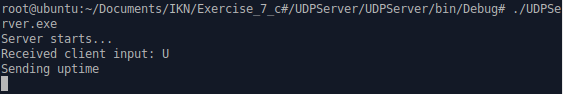 root@ubuntu:~/Documents/IKN/Exercise_7_c#/UDPServer/UDPServer/bin/Debug# ./UDPSe
rver.exe
Server starts...
Received client input: U
Sending uptime